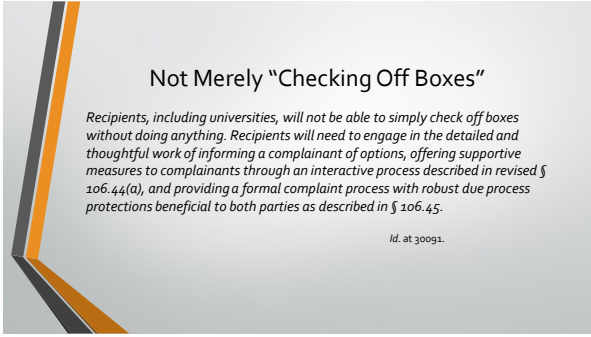 Not Merely “Checking Off Boxes”
Recipients, including universities, will not be able to simply check off boxes
without doing anything. Recipients will need to engage in the detailed and
thoughtful work of informing a complainant of options, offering supportive
measures to complainants through an interactive process described in revised §
106.44(a), and providing a formal complaint process with robust due process
protections beneficial to both parties as described in § 106.45.
Id. at 30091.